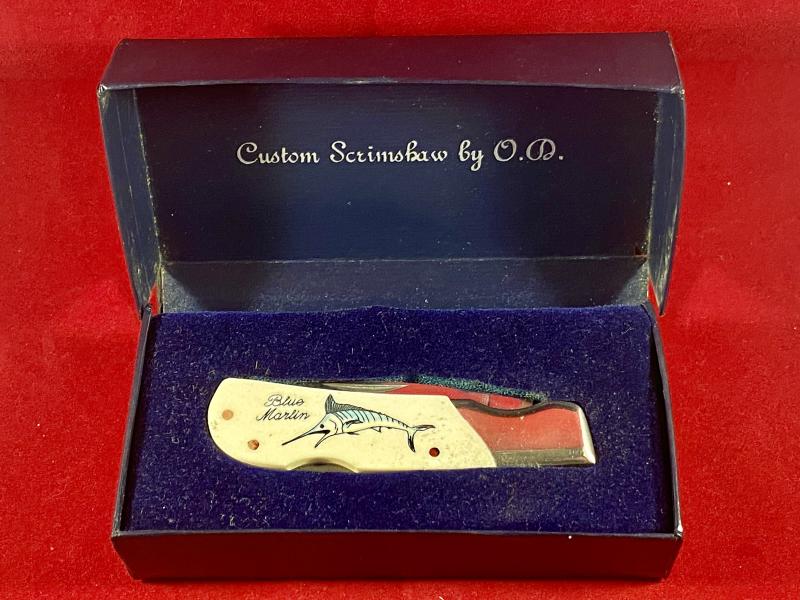 Custom Scrimshaw by O.D.
Blue
Marlin